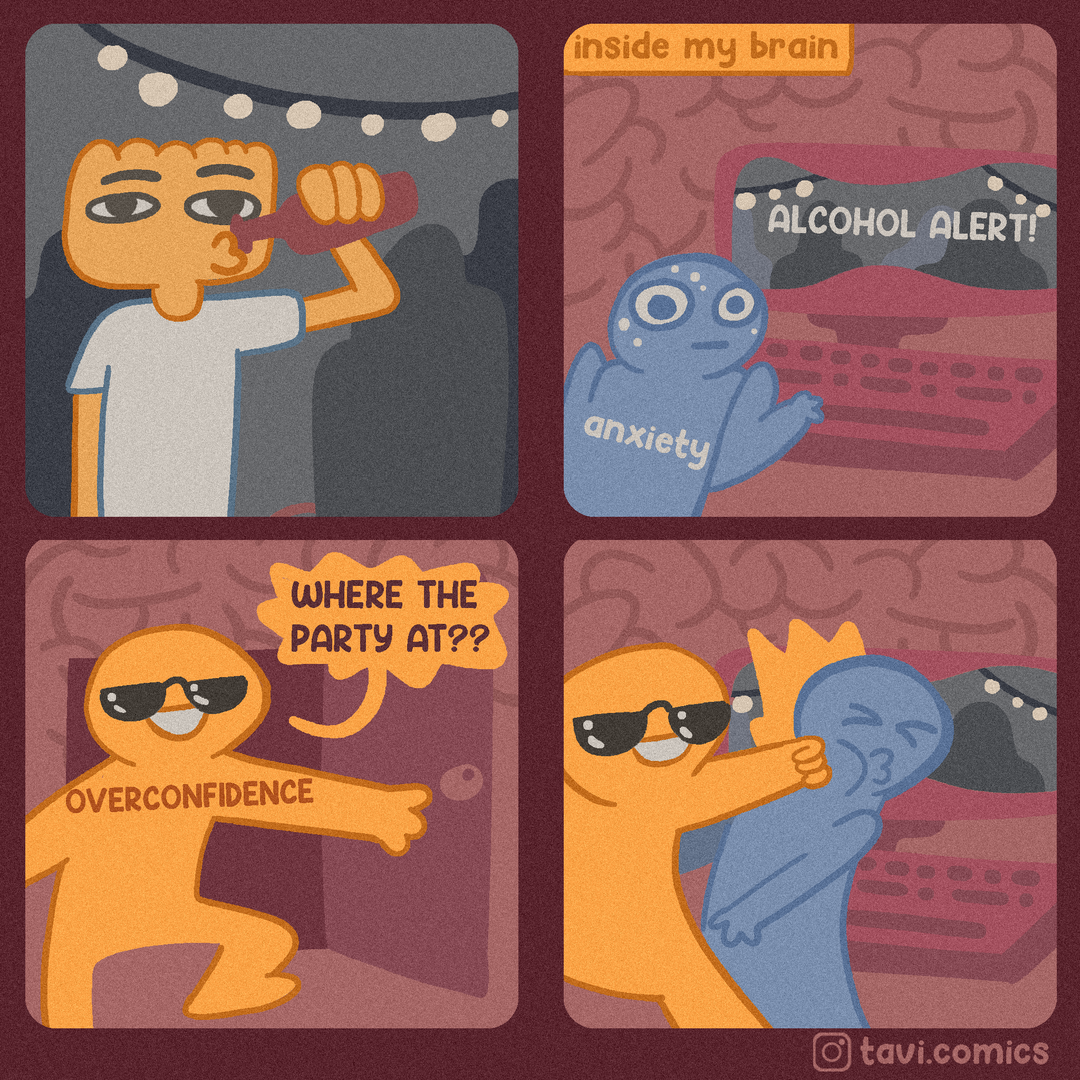 inside my brain
ALCOHOL ALERT!
anxiety
WHERE THE
PARTY AT??
OVERCONFIDENCE
tavi.comics